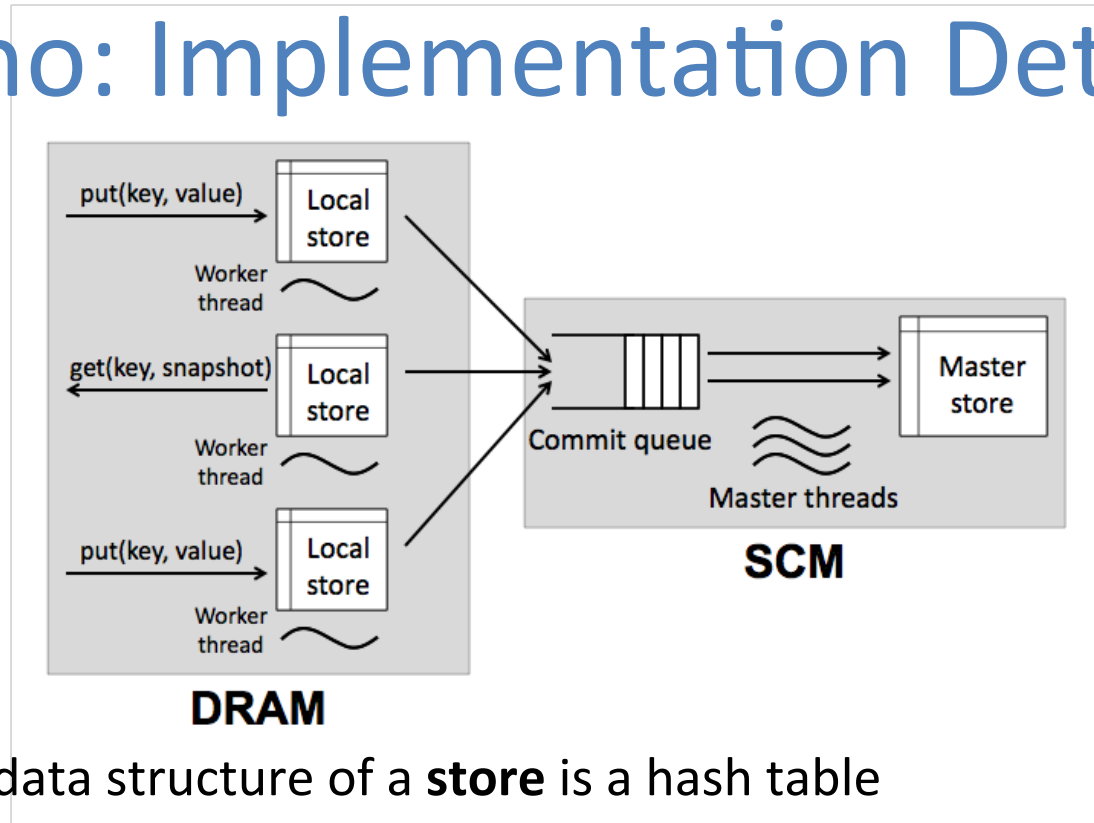 no: Implementation Det
put(key, value)
Local
store
Worker
thread
get(key, snapshot)
Local
store
Worker
thread
put(key, value)
Local
store
Worker
thread
DRAM
Commit queue
Master threads
Master
store
SCM
data structure of a store is a hash table